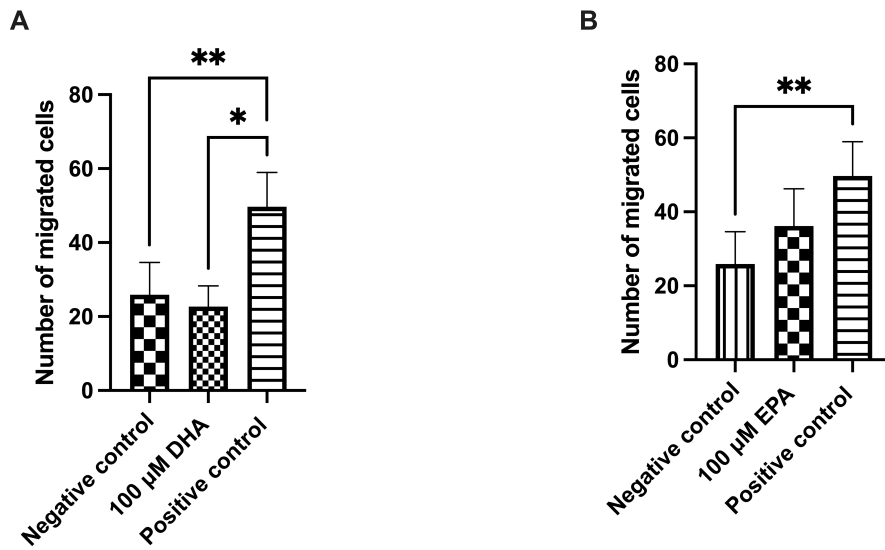 A
**
*
Number of migrated cells
80
60
40
20
0
Negative control
100 µM DHA
Positive control
B
**
Number of migrated cells
80
60
40
20
0
Negative control
100 µM EPA
Positive control